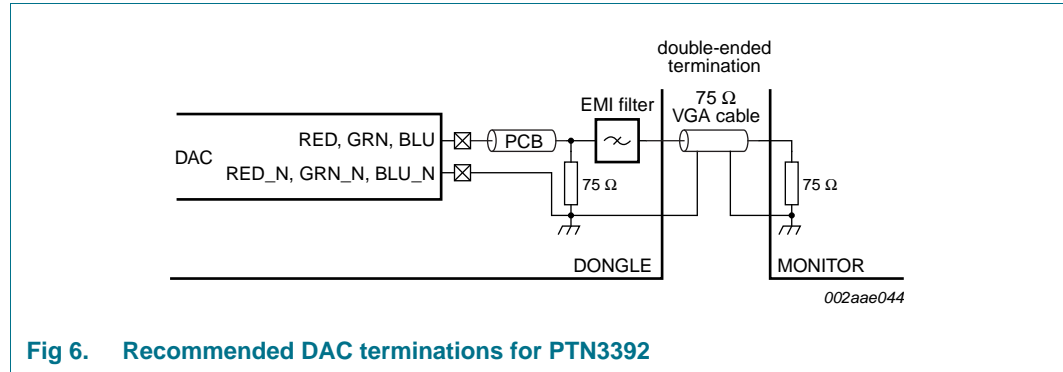 double-ended
termination
EMI filter
75 Ω
VGA cable
RED, GRN, BLU
PCB
DAC
RED_N, GRN_N, BLU_N
75 Ω
75 Ω
DONGLE
MONITOR
002aae044
Fig 6. Recommended DAC terminations for PTN3392